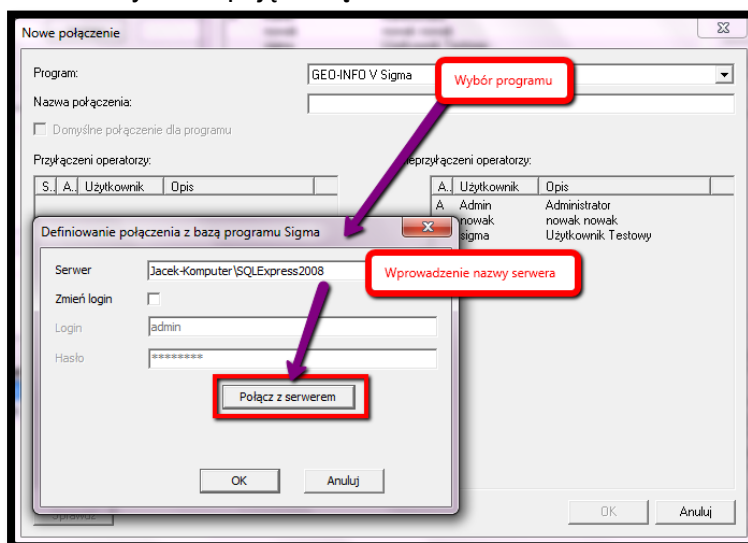 Nowe połączenie
Program:
GEO-INFO V Sigma
Wybór programu
Nazwa połączenia:
Domyślne połączenie dla programu
Przyłączeni operatorzy:
Nieprzyłączeni operatorzy:
S. A. Użytkownik Opis
A. Użytkownik Opis
A Admin Administrator
nowak nowak nowak
sigma Użytkownik Testowy
Definiowanie połączenia z bazą programu Sigma
Serwer Jacek-Komputer\SQLExpress2008
Wprowadzenie nazwy serwera
Zmień login
Login admin
Hasło ********
Połącz z serwerem
OK Anuluj
OK Anuluj